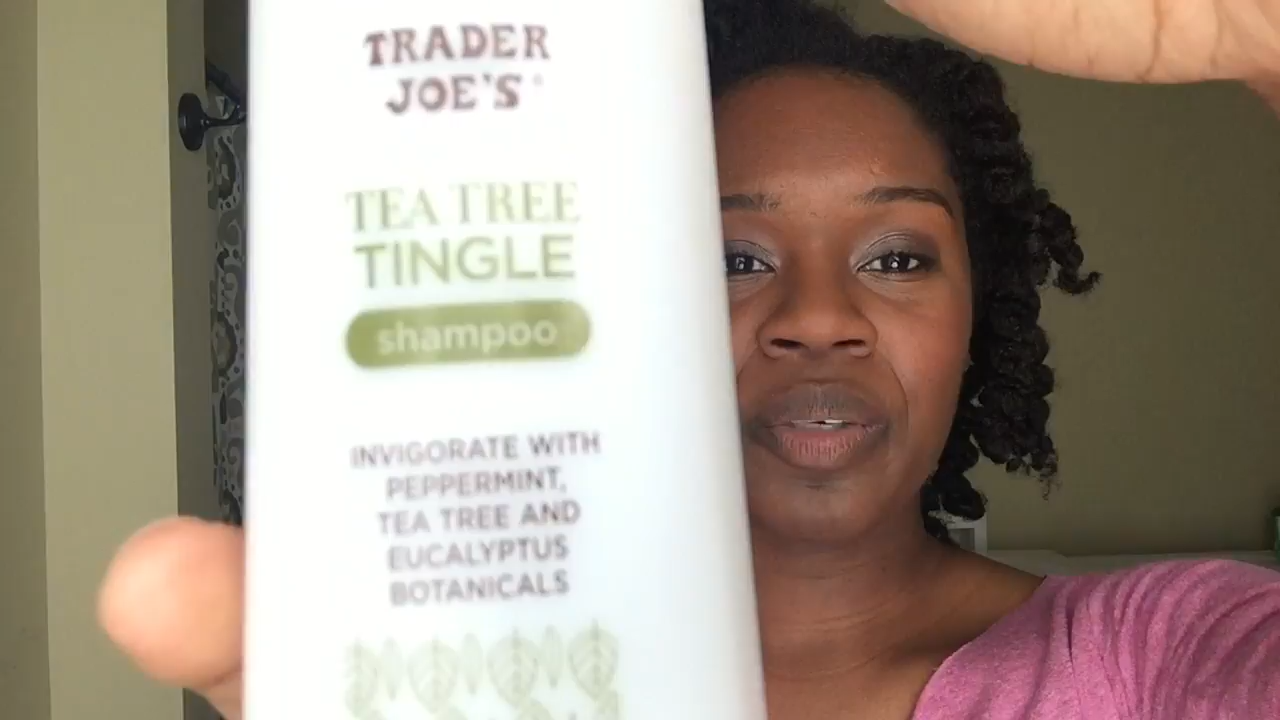 TRADER
JOE'S
TEA TREE
TINGLE
shampoo
INVIGORATE WITH
PEPPERMINT,
TEA TREE AND
EUCALYPTUS
BOTANICALS